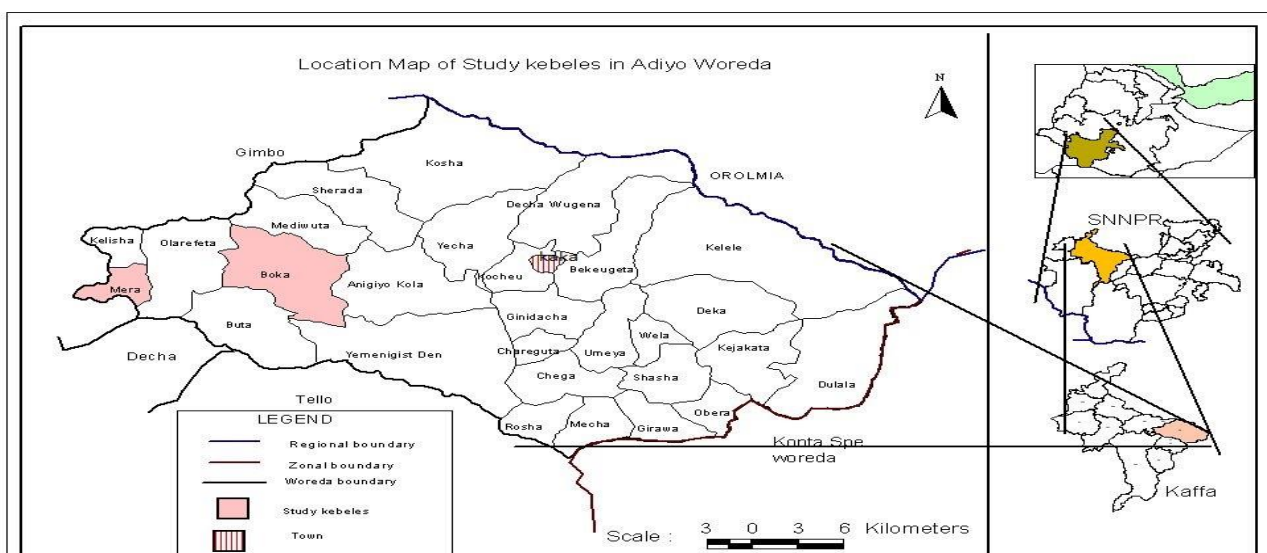 Location Map of Study kebeles in Adiyo Woreda
N
Gimbo
Kosha
OROLMIA
Sherada
Decha Wugena
Mediwuta
SNNPR
Kelisha
Olarefeta
Yecha
Kelele
kaka
Boka
Kocheu
Bekeugeta
Mera
Anigiyo Kola
Ginidacha
Deka
Buta
Wela
Chareguta
Umeya
Kejakata
Decha
Yemenigist Den
Chega
Shasha
Dulala
Tello
Obera
LEGEND
Rosha
Mecha
Girawa
Regional boundary
Konta Spe
woreda
Zonal boundary
Woreda boundary
Kaffa
Study kebeles
Town
Scale :
3 0 3 6 Kilometers